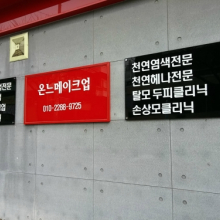 온느메이크업
010-2288-9725
천연염색전문
천연헤나전문
탈모 두피클리닉
손상모클리닉